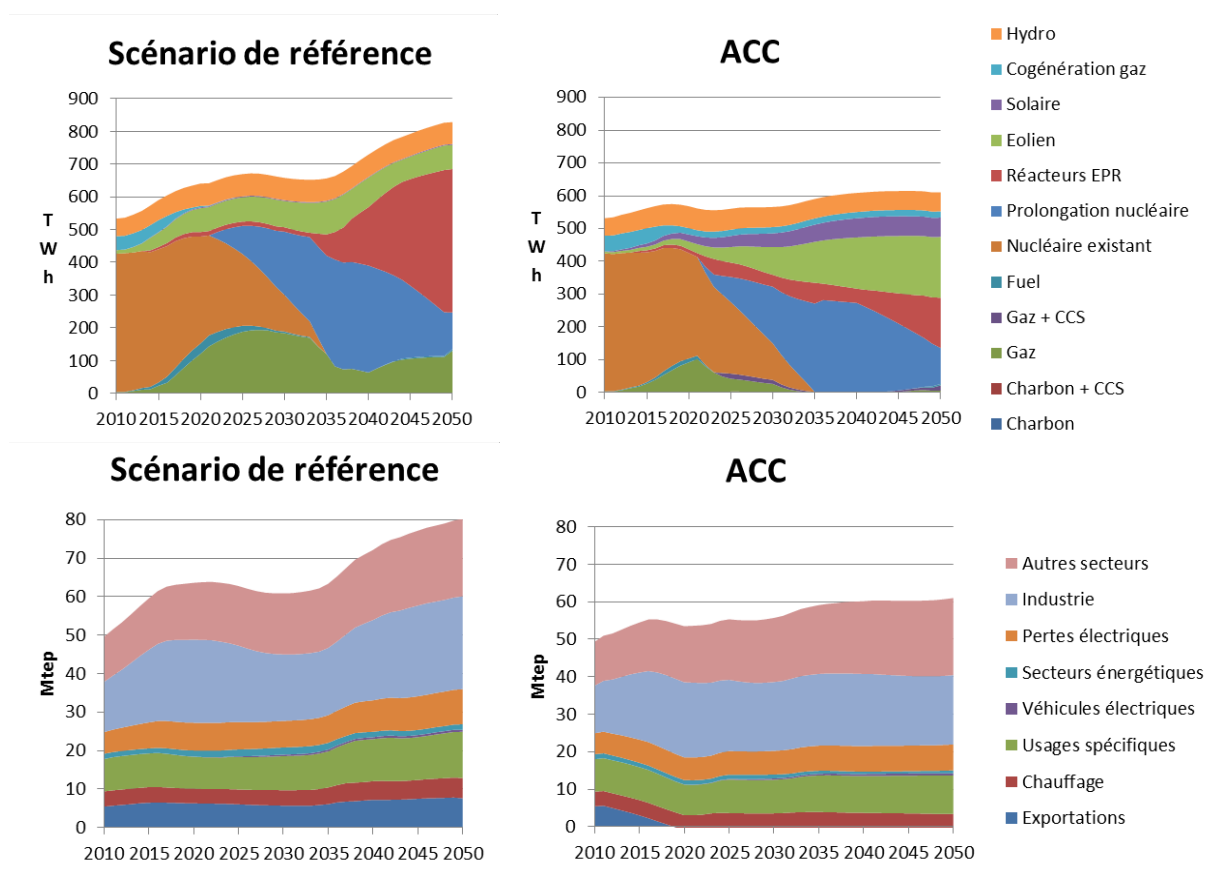 Scénario de référence
900
800
700
600
500
400
300
200
100
0
T
W
h
2010 2015 2020 2025 2030 2035 2040 2045 2050
ACC
900
800
700
600
500
400
300
200
100
0
T
W
h
2010 2015 2020 2025 2030 2035 2040 2045 2050
Hydro
Cogénération gaz
Solaire
Eolien
Réacteurs EPR
Prolongation nucléaire
Nucléaire existant
Fuel
Gaz + CCS
Gaz
Charbon + CCS
Charbon
Scénario de référence
80
70
60
50
40
30
20
10
0
Mtep
2010 2015 2020 2025 2030 2035 2040 2045 2050
ACC
80
70
60
50
40
30
20
10
0
Mtep
2010 2015 2020 2025 2030 2035 2040 2045 2050
Autres secteurs
Industrie
Pertes électriques
Secteurs énergétiques
Véhicules électriques
Usages spécifiques
Chauffage
Exportations